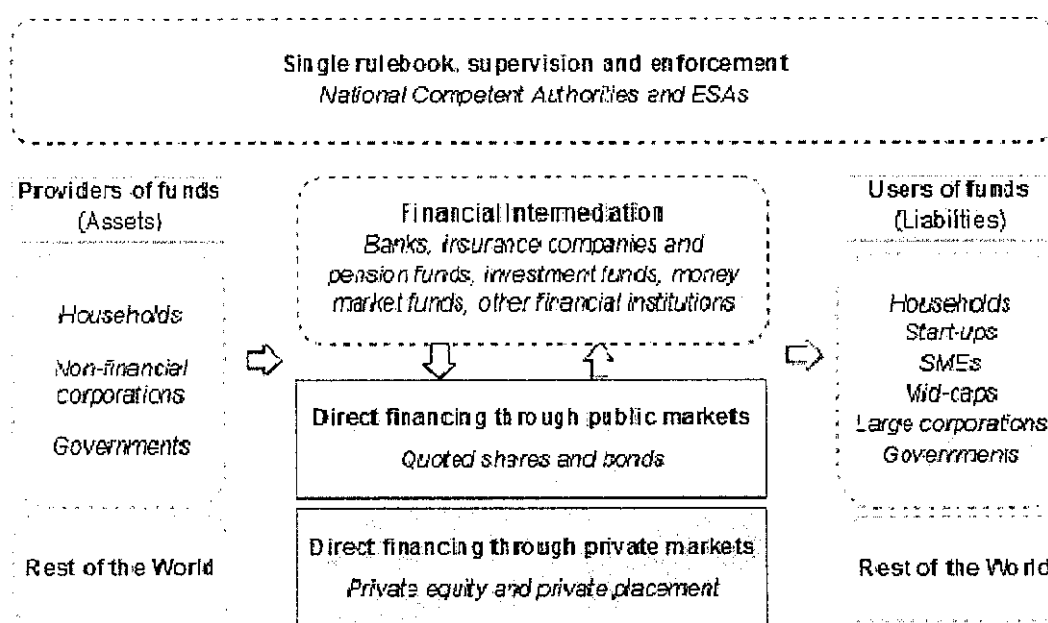 Single rulebook, supervision and enforcement
National Competent Authorities and ESAs
Providers of funds
(Assets)
Households
Non-financial
corporations
Governments
Rest of the World
Financial Intermediation
Banks, insurance companies and
pension funds, investment funds, money
market funds, other financial institutions
Direct financing through public markets
Quoted shares and bonds
Direct financing through private markets
Private equity and private placement
Users of funds
(Liabilties)
Households
Start-ups
SMEs
Mid-caps
Large corporations
Governments
Rest of the World